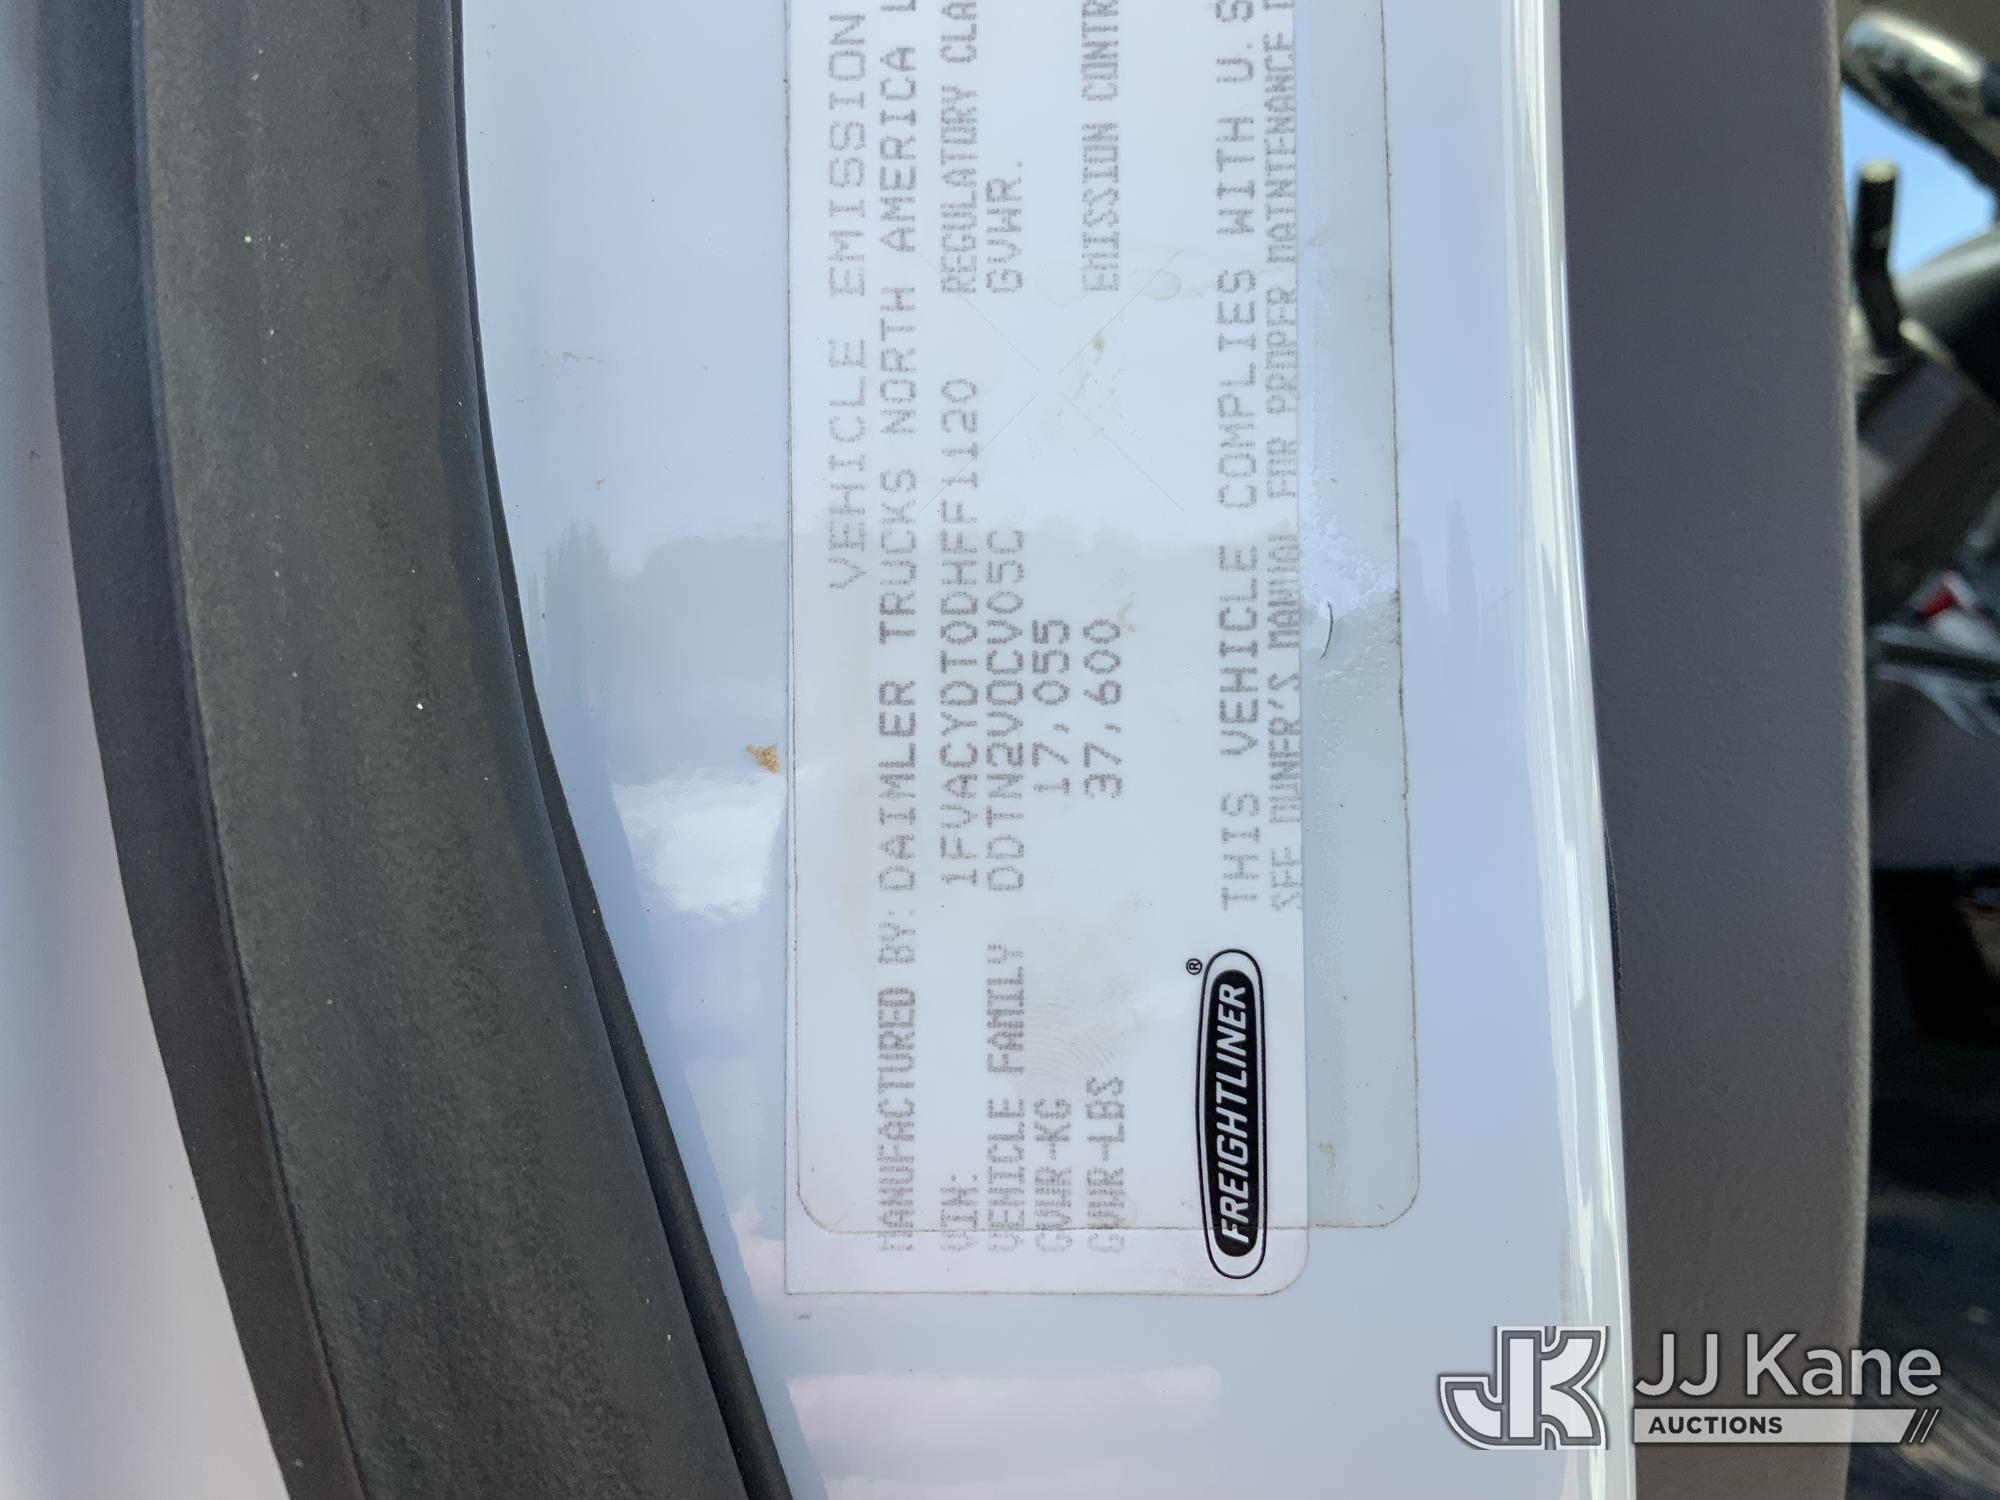 VEHICLE EMISSION
MANUFACTURED BY: DAIMLER TRUCKS NORTH AMERICA L
VIN: 1FVACYDT0DHFF1120 REGULATORY CLA
VEHICLE FAMILY DDTN2VOCV05C GVWR.
GVWR-KG 17,055
GVWR-LBS 37,600 EMISSION CONTR
THIS VEHICLE COMPLIES WITH U.S
SEE OWNER'S MANUAL FOR PROPER MAINTENANCE
FREIGHTLINER®
JK JJ Kane
AUCTIONS